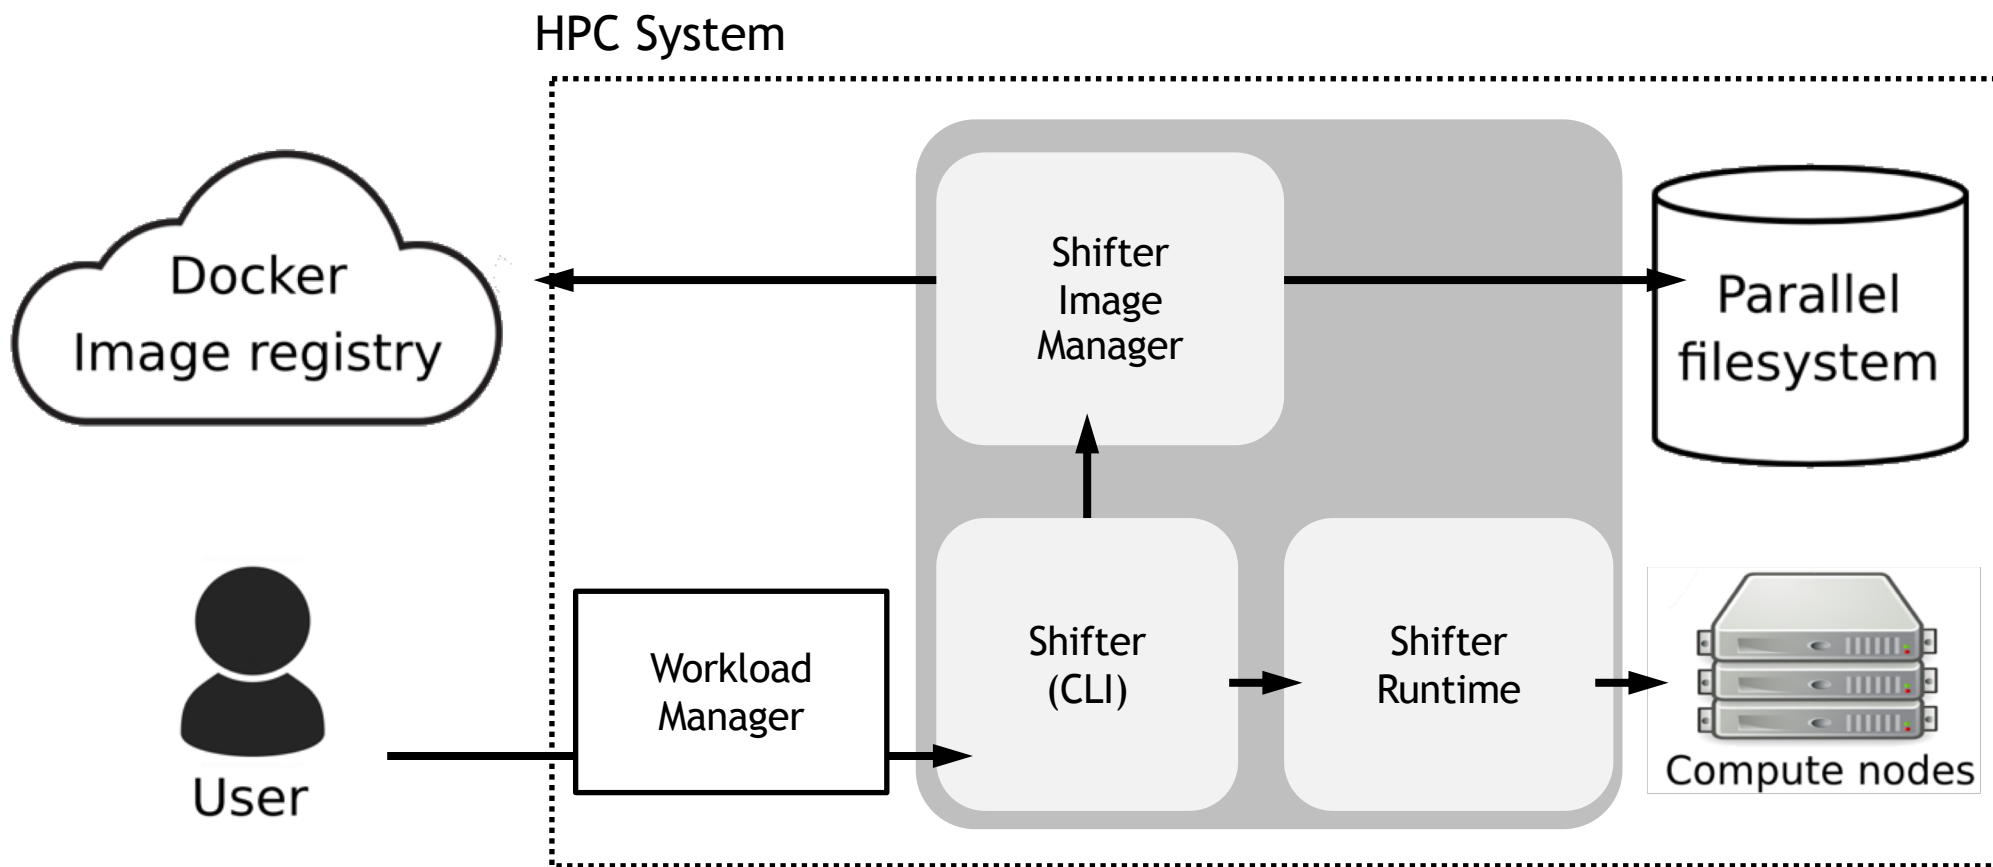 HPC System
Docker
Image registry
Shifter
Image
Manager
Parallel
filesystem
User
Workload
Manager
Shifter
(CLI)
Shifter
Runtime
Compute nodes